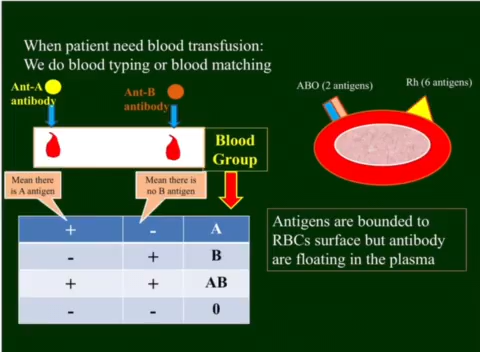 When patient need blood transfusion:
We do blood typing or blood matching
Ant-A
antibody
Ant-B
antibody
ABO (2 antigens)
Rh (6 antigens)
Blood
Group
Mean there
is A antigen
Mean there is
no B antigen
+ - A
- + B
+ + AB
- - 0
Antigens are bounded to
RBCs surface but antibody
are floating in the plasma